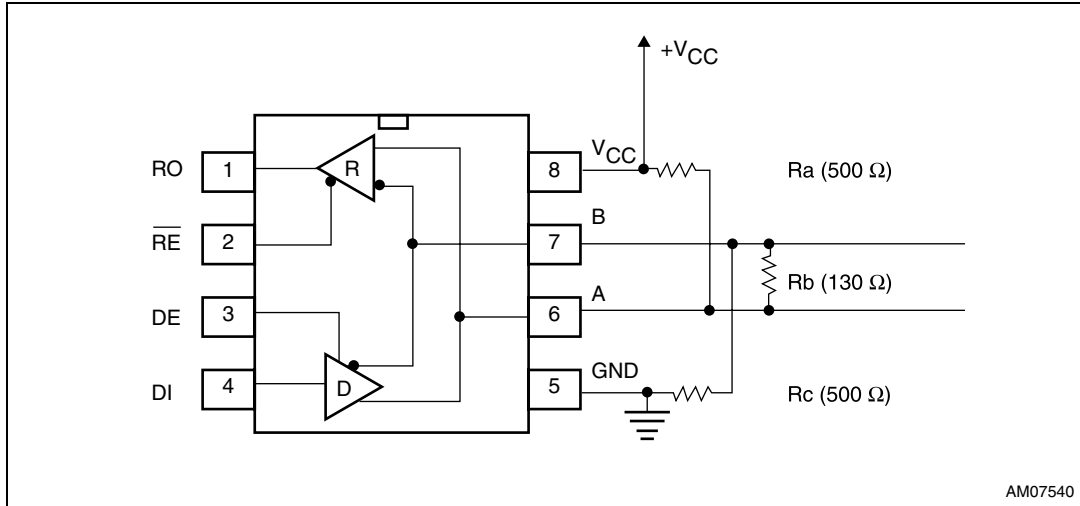 +VCC
RO 1 R 8 VCC Ra (500 Ω)
RE 2 7 B
Rb (130 Ω)
DE 3 6 A
DI 4 D 5 GND Rc (500 Ω)
AM07540